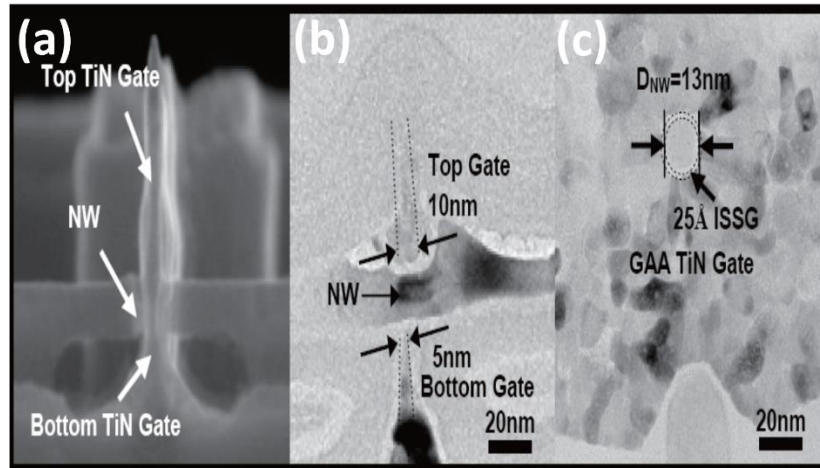 (a)
Top TiN Gate
NW
Bottom TiN Gate
(b)
Top Gate
10nm
NW
5nm
Bottom Gate
20nm
(c)
D_NW=13nm
25Å ISSG
GAA TiN Gate
20nm